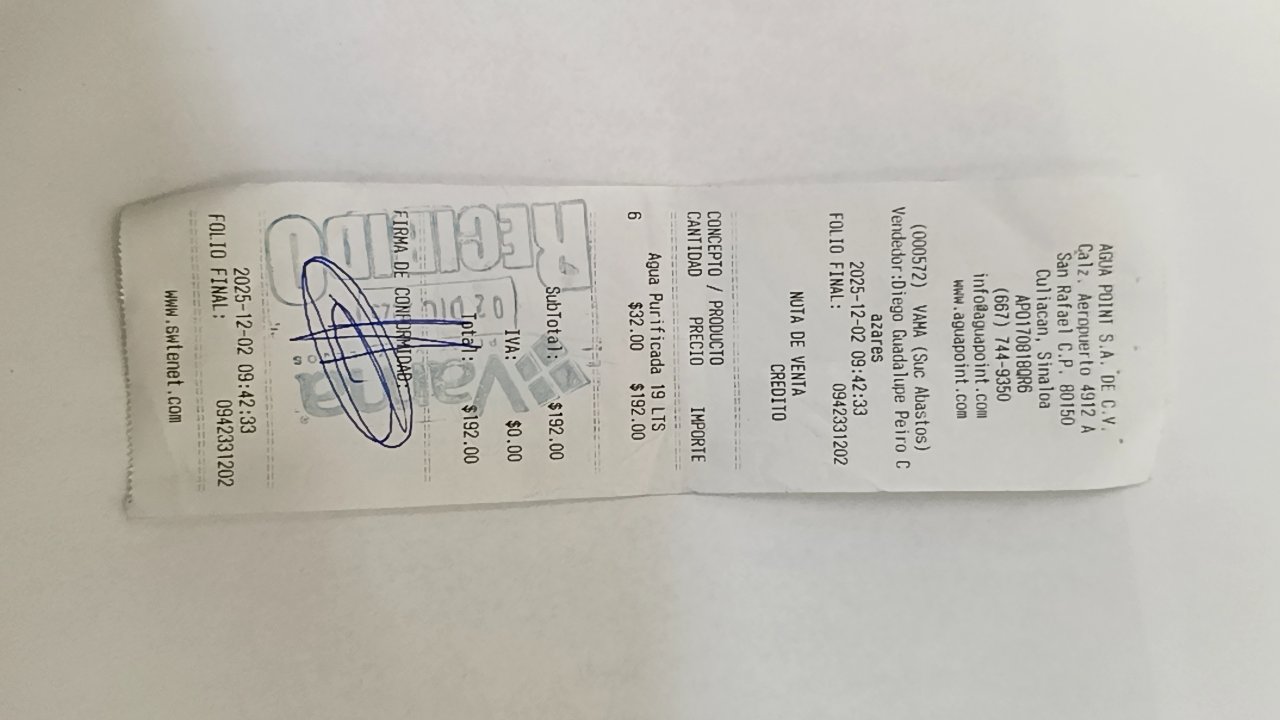 AGUA POINT S.A. DE C.V.
Calz. Aeropuerto 4912 A
San Rafael C.P. 80150
Culiacan, Sinaloa
APO170818QR6
(667) 744-9350
info@aguapoint.com
www.aguapoint.com
(000572) VAMA (Suc Abastos)
Vendedor:Diego Guadalupe Peiro C
azares
2025-12-02 09:42:33
FOLIO FINAL: 0942331202
NOTA DE VENTA
CREDITO
CONCEPTO / PRODUCTO
CANTIDAD PRECIO IMPORTE
Agua Purificada 19 LTS
6 $32.00 $192.00
SubTotal: $192.00
IVA: $0.00
Total: $192.00
RECIBIDO
02 DIC
Vama
FIRMA DE CONFORMIDAD:
2025-12-02 09:42:33
FOLIO FINAL: 0942331202
www.swtenet.com